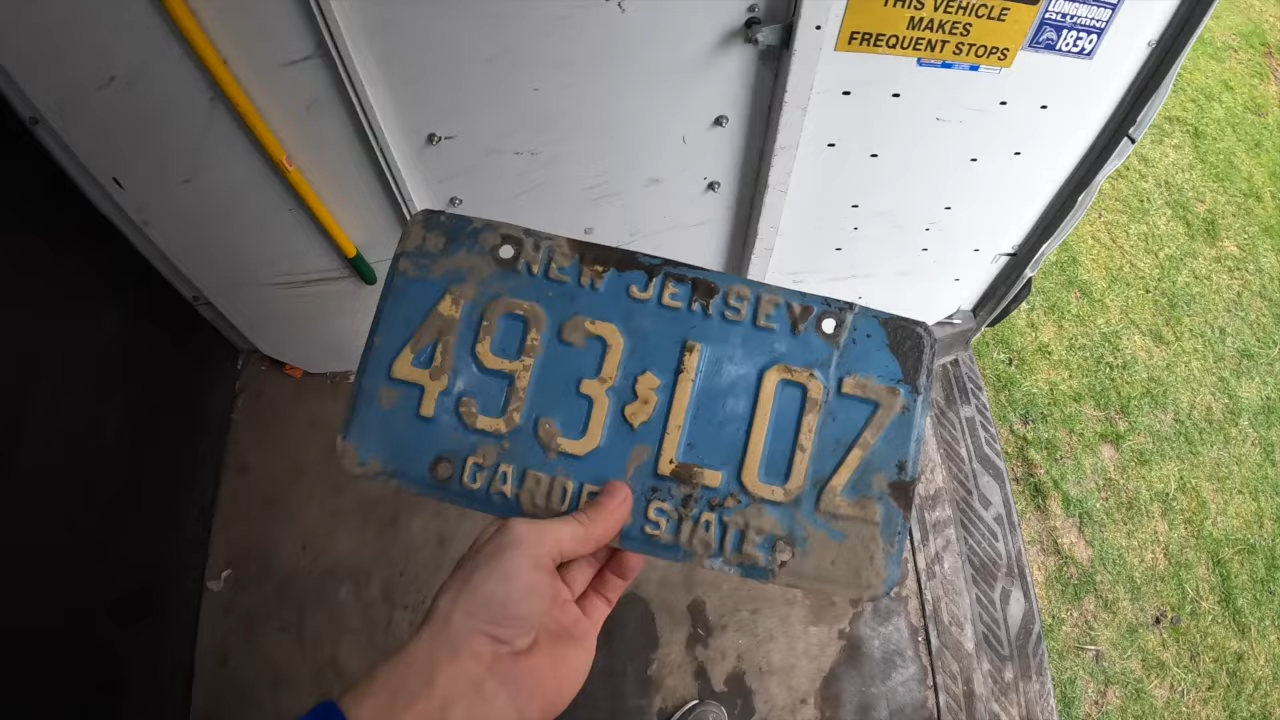 THIS VEHICLE
MAKES
FREQUENT STOPS
LONGWOOD
ALUMNI
1839
NEW JERSEY
493 LOZ
GARDEN STATE